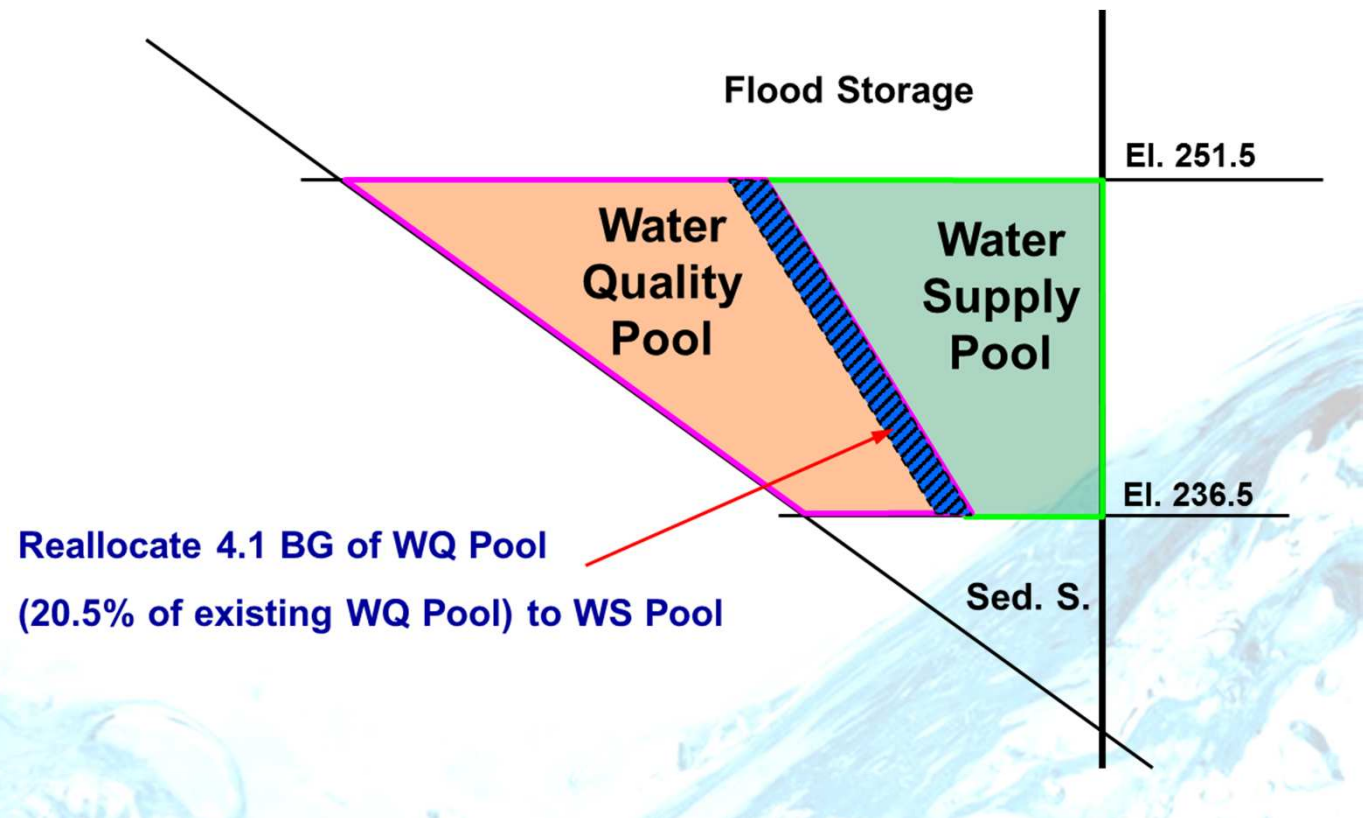 Flood Storage
El. 251.5
Water
Quality
Pool
Water
Supply
Pool
El. 236.5
Reallocate 4.1 BG of WQ Pool
(20.5% of existing WQ Pool) to WS Pool
Sed. S.